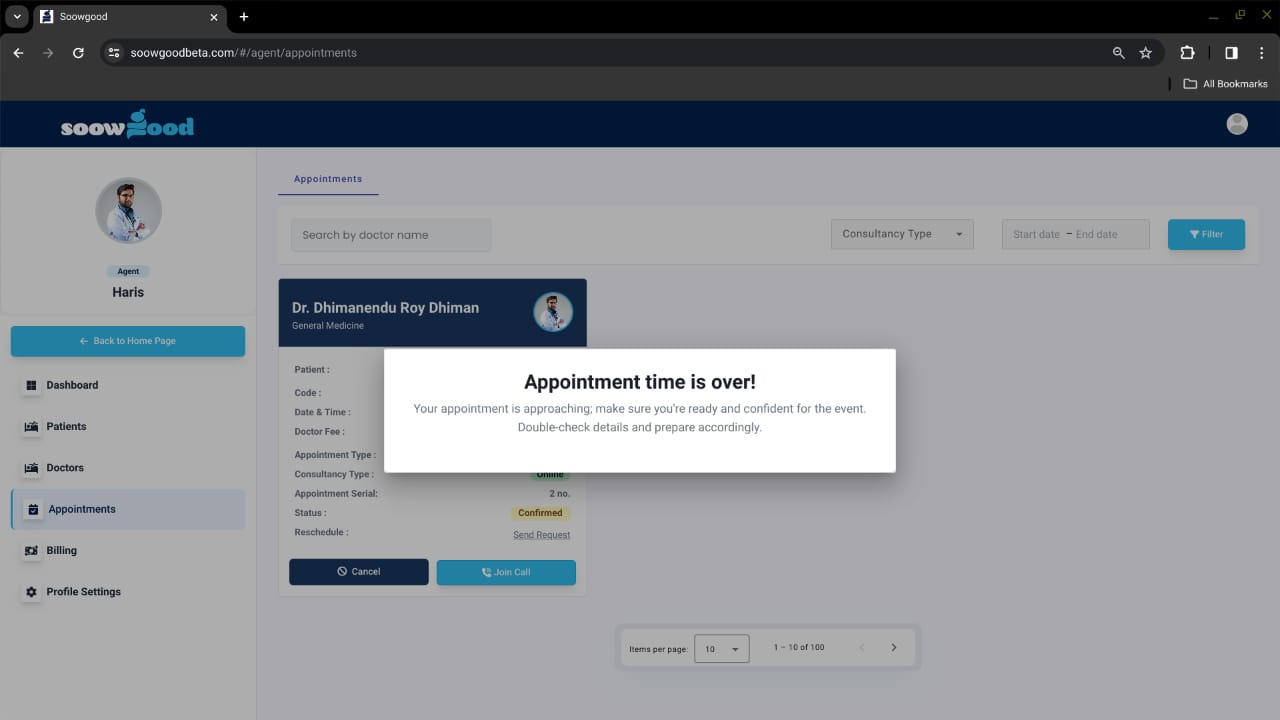 Soowgood
soowgoodbeta.com/#/agent/appointments
All Bookmarks
soowgood
Agent
Haris
Back to Home Page
Dashboard
Patients
Doctors
Appointments
Billing
Profile Settings
Appointments
Search by doctor name
Consultancy Type
Start date – End date
Filter
Dr. Dhimanendu Roy Dhiman
General Medicine
Patient :
Code :
Date & Time :
Doctor Fee :
Appointment Type :
Consultancy Type : Online
Appointment Serial: 2 no.
Status : Confirmed
Reschedule : Send Request
Cancel
Join Call
Appointment time is over!
Your appointment is approaching; make sure you're ready and confident for the event.
Double-check details and prepare accordingly.
Items per page: 10 1 – 10 of 100